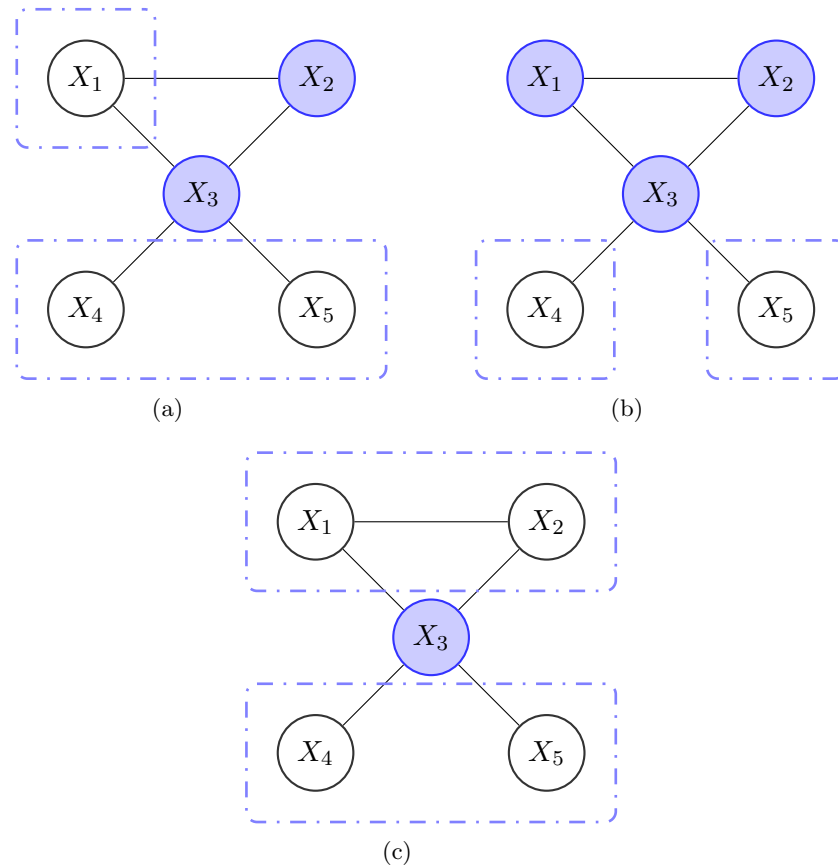 X₁ X₂ X₁ X₂
X₃ X₃
X₄ X₅ X₄ X₅
(a) (b)
X₁ X₂
X₃
X₄ X₅
(c)